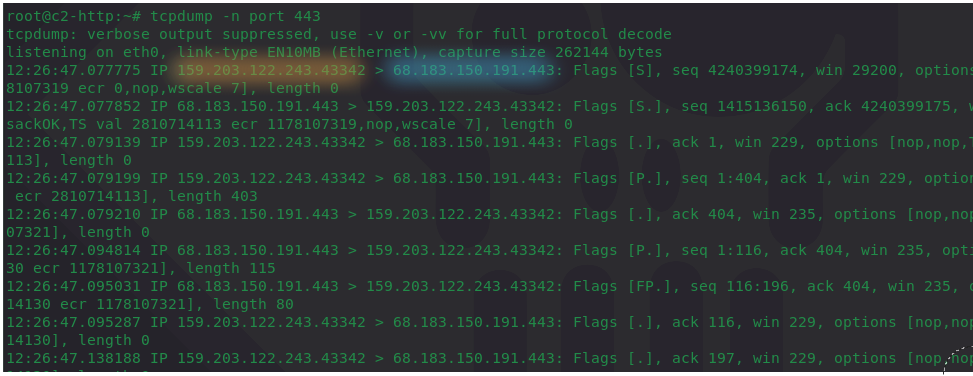 root@c2-http:~# tcpdump -n port 443
tcpdump: verbose output suppressed, use -v or -vv for full protocol decode
listening on eth0, link-type EN10MB (Ethernet), capture size 262144 bytes
12:26:47.077775 IP 159.203.122.243.43342 > 68.183.150.191.443: Flags [S], seq 4240399174, win 29200, options
8107319 ecr 0,nop,wscale 7], length 0
12:26:47.077852 IP 68.183.150.191.443 > 159.203.122.243.43342: Flags [S.], seq 1415136150, ack 4240399175, w
sackOK,TS val 2810714113 ecr 1178107319,nop,wscale 7], length 0
12:26:47.079139 IP 159.203.122.243.43342 > 68.183.150.191.443: Flags [.], ack 1, win 229, options [nop,nop,T
113], length 0
12:26:47.079199 IP 159.203.122.243.43342 > 68.183.150.191.443: Flags [P.], seq 1:404, ack 1, win 229, option
ecr 2810714113], length 403
12:26:47.079210 IP 68.183.150.191.443 > 159.203.122.243.43342: Flags [.], ack 404, win 235, options [nop,nop
07321], length 0
12:26:47.094814 IP 68.183.150.191.443 > 159.203.122.243.43342: Flags [P.], seq 1:116, ack 404, win 235, opti
30 ecr 1178107321], length 115
12:26:47.095031 IP 68.183.150.191.443 > 159.203.122.243.43342: Flags [FP.], seq 116:196, ack 404, win 235, o
14130 ecr 1178107321], length 80
12:26:47.095287 IP 159.203.122.243.43342 > 68.183.150.191.443: Flags [.], ack 116, win 229, options [nop,nop
14130], length 0
12:26:47.138188 IP 159.203.122.243.43342 > 68.183.150.191.443: Flags [.], ack 197, win 229, options [nop,nop